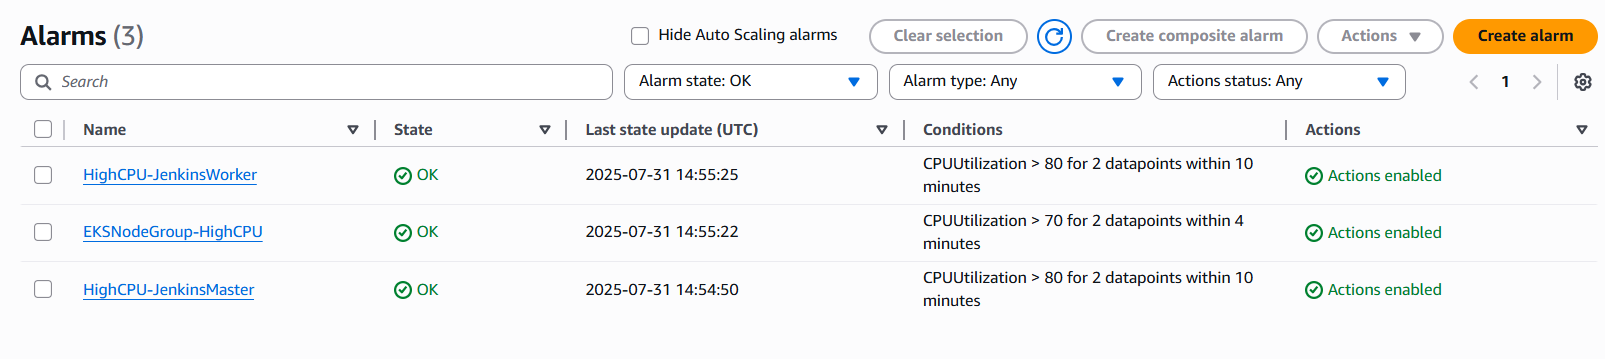 Alarms (3)
Hide Auto Scaling alarms
Clear selection
Create composite alarm
Actions
Create alarm
Search
Alarm state: OK
Alarm type: Any
Actions status: Any
1
Name
State
Last state update (UTC)
Conditions
Actions
HighCPU-JenkinsWorker
OK
2025-07-31 14:55:25
CPUUtilization > 80 for 2 datapoints within 10
minutes
Actions enabled
EKSNodeGroup-HighCPU
OK
2025-07-31 14:55:22
CPUUtilization > 70 for 2 datapoints within 4
minutes
Actions enabled
HighCPU-JenkinsMaster
OK
2025-07-31 14:54:50
CPUUtilization > 80 for 2 datapoints within 10
minutes
Actions enabled